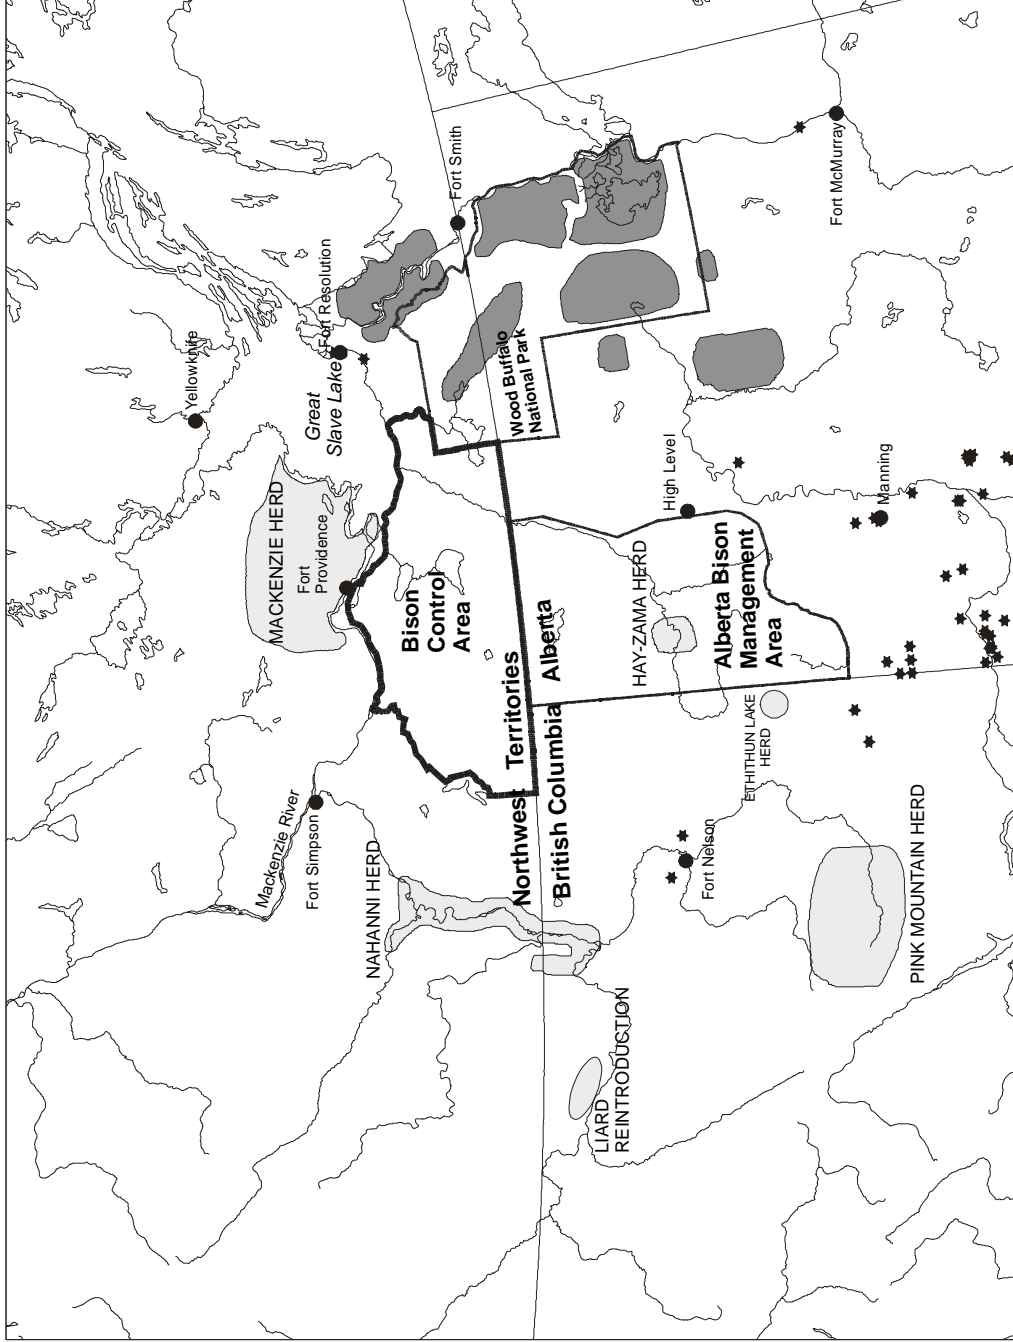 Yellowknife
Fort Resolution
Great
Slave Lake
Fort Smith
MACKENZIE HERD
Fort
Providence
Mackenzie River
Fort Simpson
NAHANNI HERD
Bison
Control
Area
Wood Buffalo
National Park
Northwest Territories
British Columbia
Alberta
Fort McMurray
High Level
HAY-ZAMA HERD
Alberta Bison
Management
Area
Manning
ETHITHUN LAKE
HERD
Fort Nelson
LIARD
REINTRODUCTION
PINK MOUNTAIN HERD